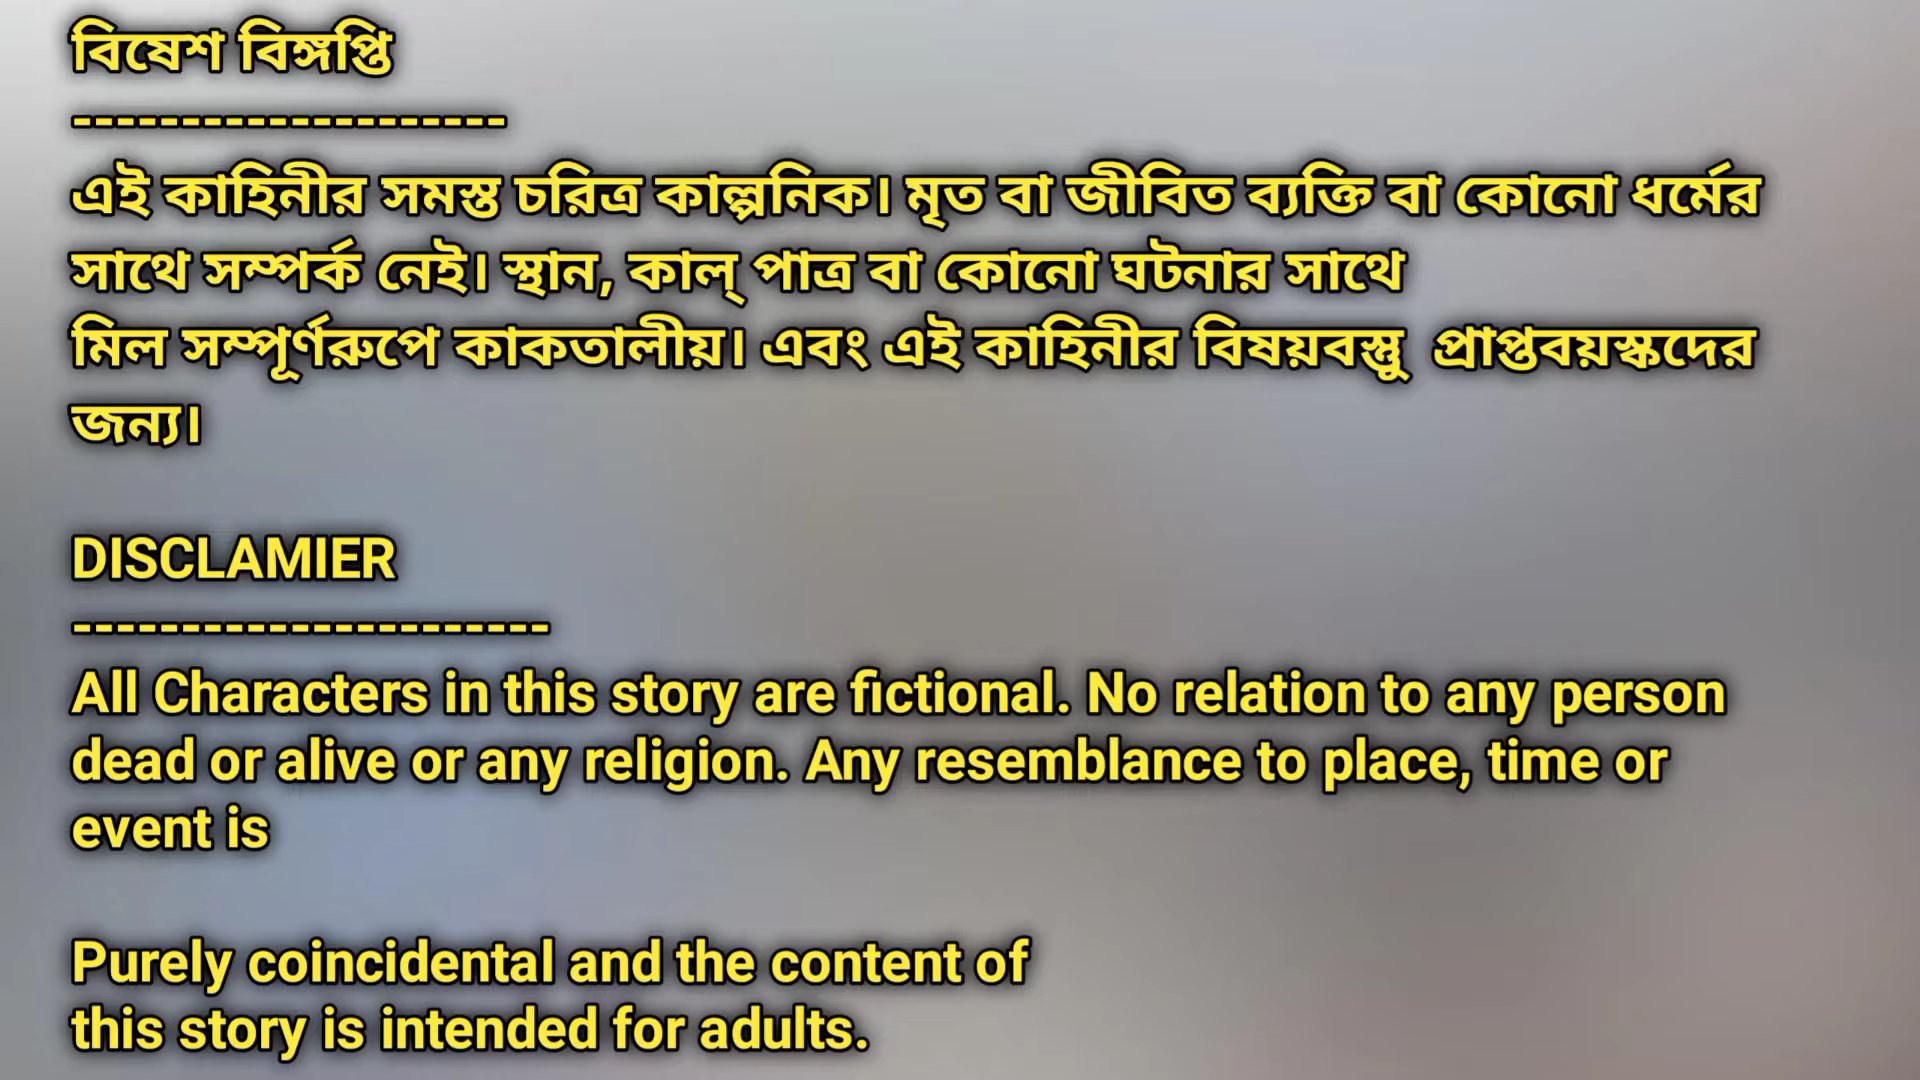 বিষেশ বিঙ্গপ্তি
--------------------
এই কাহিনীর সমস্ত চরিত্র কাল্পনিক। মৃত বা জীবিত ব্যক্তি বা কোনো ধর্মের
সাথে সম্পর্ক নেই। স্থান, কাল্ পাত্র বা কোনো ঘটনার সাথে
মিল সম্পূর্ণরুপে কাকতালীয়। এবং এই কাহিনীর বিষয়বস্তু  প্রাপ্তবয়স্কদের
জন্য।
DISCLAMIER
----------------------
All Characters in this story are fictional. No relation to any person
dead or alive or any religion. Any resemblance to place, time or
event is
Purely coincidental and the content of
this story is intended for adults.